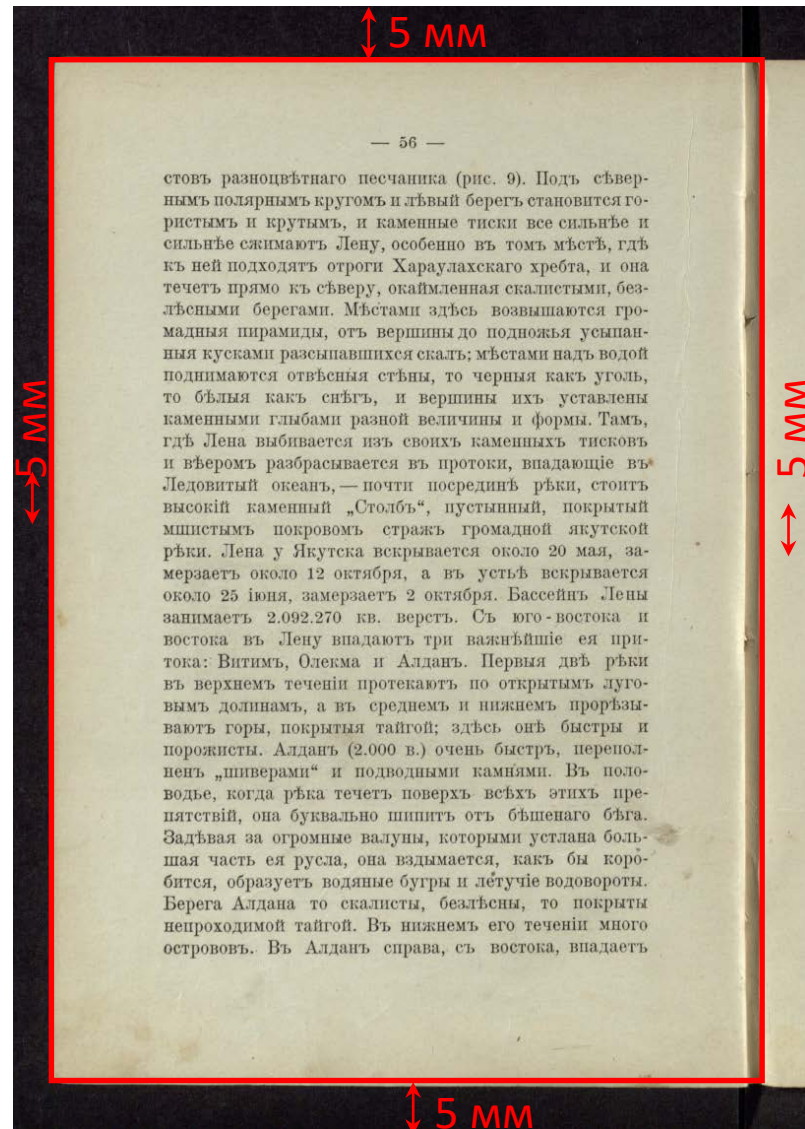 5 мм
— 56 —
стовъ разноцвѣтнаго песчаника (рис. 9). Подъ сѣвер-
нымъ полярнымъ кругомъ и лѣвый берегъ становится го-
ристымъ и крутымъ, и каменные тиски все сильнѣе и
сильнѣе сжимаютъ Лену, особенно въ томъ мѣстѣ, гдѣ
къ ней подходятъ отроги Хараулахскаго хребта, и она
течетъ прямо къ сѣверу, окаймленная скалистыми, без-
лѣсными берегами. Мѣстами здѣсь возвышаются гро-
мадныя пирамиды, отъ вершины до подножья усыпан-
ныя кусками разсыпавшихся скалъ; мѣстами надъ водой
поднимаются отвѣсныя стѣны, то черныя какъ уголь,
то бѣлыя какъ снѣгъ, и вершины ихъ уставлены
каменными глыбами разной величины и формы. Тамъ,
гдѣ Лена выбивается изъ своихъ каменныхъ тисковъ
и вѣеромъ разбрасывается въ протоки, впадающіе въ
Ледовитый океанъ, — почти посрединѣ рѣки, стоитъ
высокій каменный „Столбъ“, пустынный, покрытый
мшистымъ покровомъ стражъ громадной якутской
рѣки. Лена у Якутска вскрывается около 20 мая, за-
мерзаетъ около 12 октября, а въ устьѣ вскрывается
около 25 іюня, замерзаетъ 2 октября. Бассейнъ Лены
занимаетъ 2.092.270 кв. верстъ. Съ юго-востока и
востока въ Лену впадаютъ три важнѣйшіе ея при-
тока: Витимъ, Олекма и Алданъ. Первыя двѣ рѣки
въ верхнемъ теченіи протекаютъ по открытымъ луго-
вымъ долинамъ, а въ среднемъ и нижнемъ прорѣзы-
ваютъ горы, покрытыя тайгой; здѣсь онѣ быстры и
порожисты. Алданъ (2.000 в.) очень быстръ, перепол-
ненъ „шиверами“ и подводными камнями. Въ поло-
водье, когда рѣка течетъ поверхъ всѣхъ этихъ пре-
пятствій, она буквально шипитъ отъ бѣшенаго бѣга.
Задѣвая за огромные валуны, которыми устлана боль-
шая часть ея русла, она вздымается, какъ бы коро-
бится, образуетъ водяные бугры и летучіе водовороты.
Берега Алдана то скалисты, безлѣсны, то покрыты
непроходимой тайгой. Въ нижнемъ его теченіи много
острововъ. Въ Алданъ справа, съ востока, впадаетъ
5 мм
5 мм
5 мм